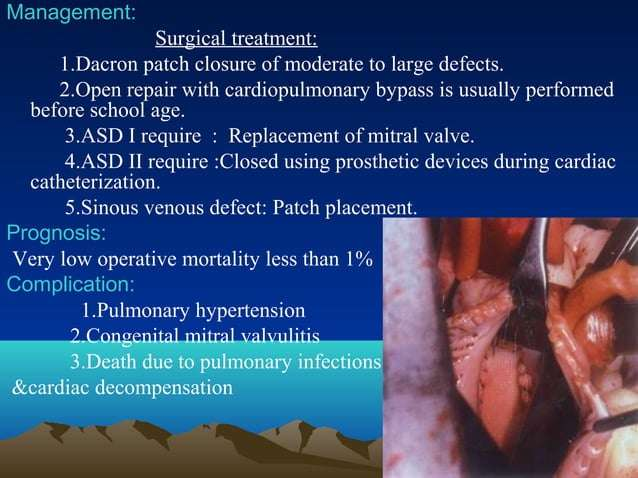 Management:
Surgical treatment:
1.Dacron patch closure of moderate to large defects.
2.Open repair with cardiopulmonary bypass is usually performed
before school age.
3.ASD I require : Replacement of mitral valve.
4.ASD II require :Closed using prosthetic devices during cardiac
catheterization.
5.Sinous venous defect: Patch placement.
Prognosis:
Very low operative mortality less than 1%
Complication:
1.Pulmonary hypertension
2.Congenital mitral valvulitis
3.Death due to pulmonary infections
&cardiac decompensation